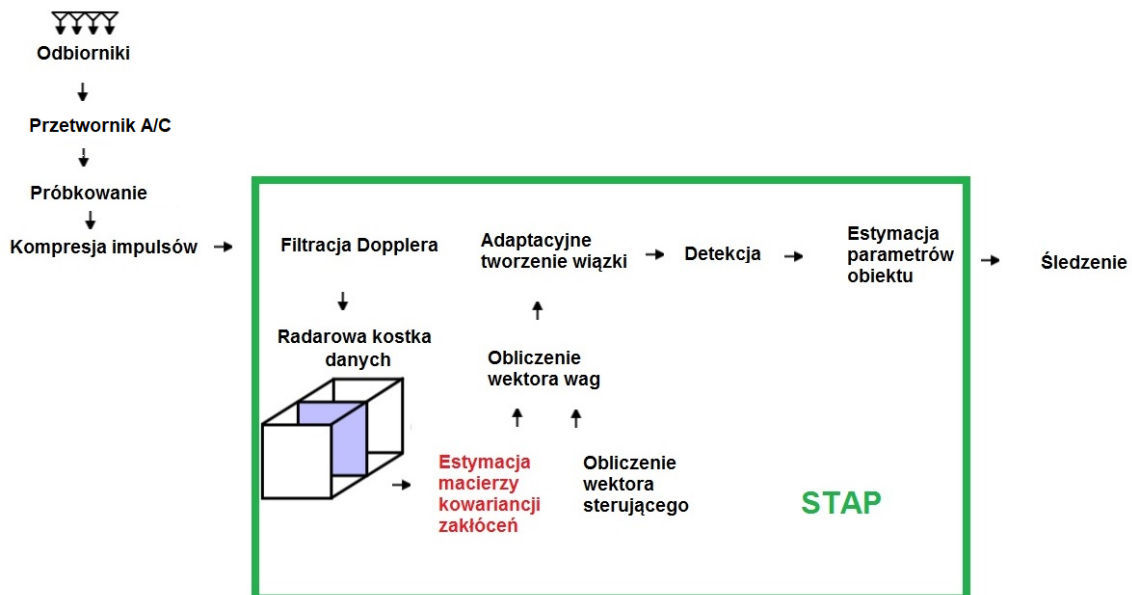 Odbiorniki
Przetwornik A/C
Próbkowanie
Kompresja impulsów
Filtracja Dopplera
Radarowa kostka
danych
Estymacja
macierzy
kowariancji
zakłóceń
Obliczenie
wektora
sterującego
Obliczenie
wektora wag
Adaptacyjne
tworzenie wiązki
Detekcja
Estymacja
parametrów
obiektu
Śledzenie
STAP